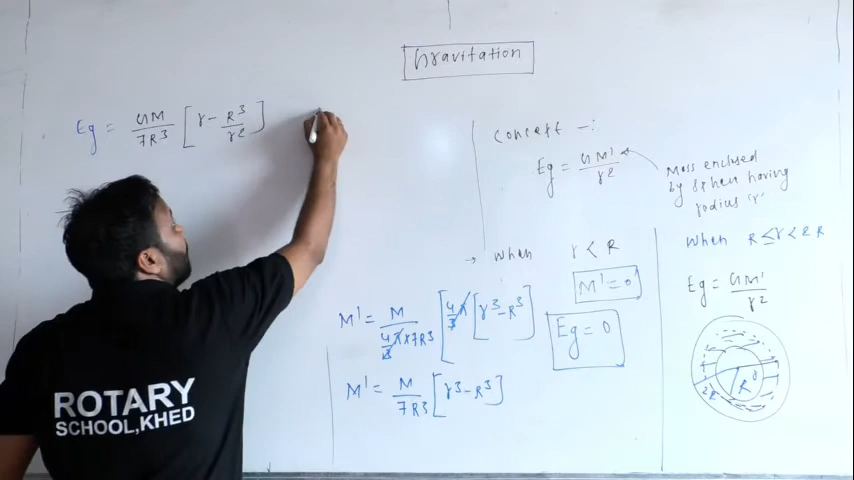 Gravitation
Eg = GM/7R³ [r - R³/r²]
Concept -:
Eg = GM'/r²
Mass enclosed
by sphere having
radius 'r'
→ When r < R
M' = 0
Eg = 0
M' = M/(4/3 π × 7R³) [4/3 π [r³ - R³]
M' = M/7R³ [r³ - R³]
When R ≤ r < 2R
Eg = GM'/r²
R
2R
ROTARY
SCHOOL,KHED